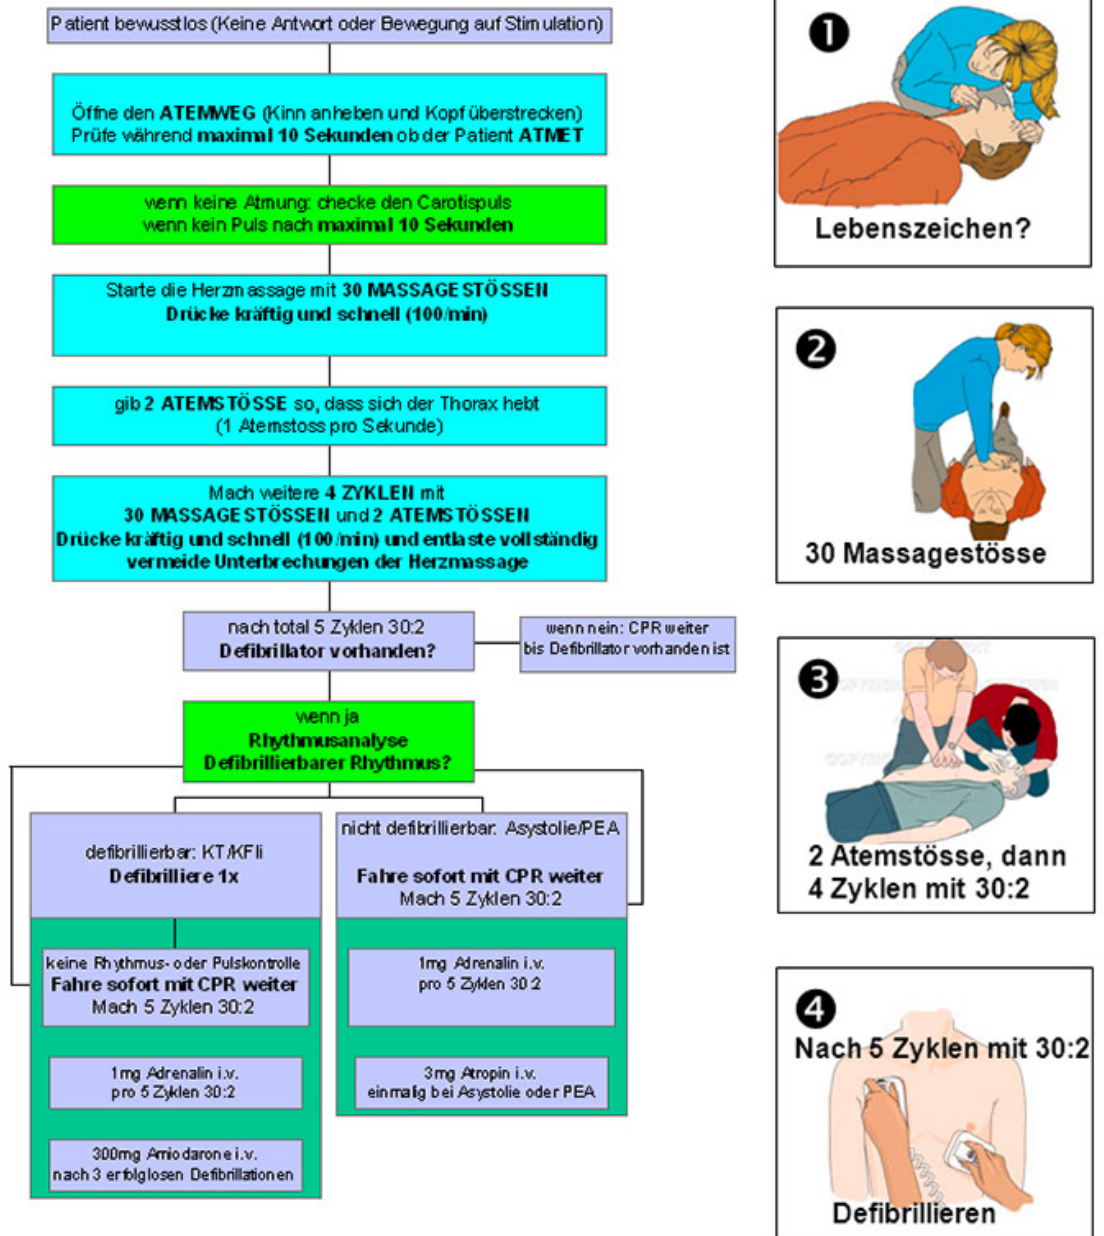 Patient bewusstlos (Keine Antwort oder Bewegung auf Stimulation)
Öffne den ATEMWEG (Kinn anheben und Kopf überstrecken)
Prüfe während maximal 10 Sekunden ob der Patient ATMET
wenn keine Atmung: checke den Carotispuls
wenn kein Puls nach maximal 10 Sekunden
Starte die Herzmassage mit 30 MASSAGESTÖSSEN
Drücke kräftig und schnell (100/min)
gib 2 ATEMSTÖSSE so, dass sich der Thorax hebt
(1 Atemstoss pro Sekunde)
Mach weitere 4 ZYKLEN mit
30 MASSAGESTÖSSEN und 2 ATEMSTÖSSEN
Drücke kräftig und schnell (100/min) und entlaste vollständig
vermeide Unterbrechungen der Herzmassage
nach total 5 Zyklen 30:2
Defibrillator vorhanden?
wenn nein: CPR weiter
bis Defibrillator vorhanden ist
wenn ja
Rhythmusanalyse
Defibrillierbarer Rhythmus?
defibrillierbar: KT/KFli
Defibrilliere 1x
keine Rhythmus- oder Pulskontrolle
Fahre sofort mit CPR weiter
Mach 5 Zyklen 30:2
1mg Adrenalin i.v.
pro 5 Zyklen 30:2
300mg Amiodarone i.v.
nach 3 erfolglosen Defibrillationen
nicht defibrillierbar: Asystolie/PEA
Fahre sofort mit CPR weiter
Mach 5 Zyklen 30:2
1mg Adrenalin i.v.
pro 5 Zyklen 30:2
3mg Atropin i.v.
einmalig bei Asystolie oder PEA
1
Lebenszeichen?
2
30 Massagestösse
3
2 Atemstösse, dann
4 Zyklen mit 30:2
4
Nach 5 Zyklen mit 30:2
Defibrillieren